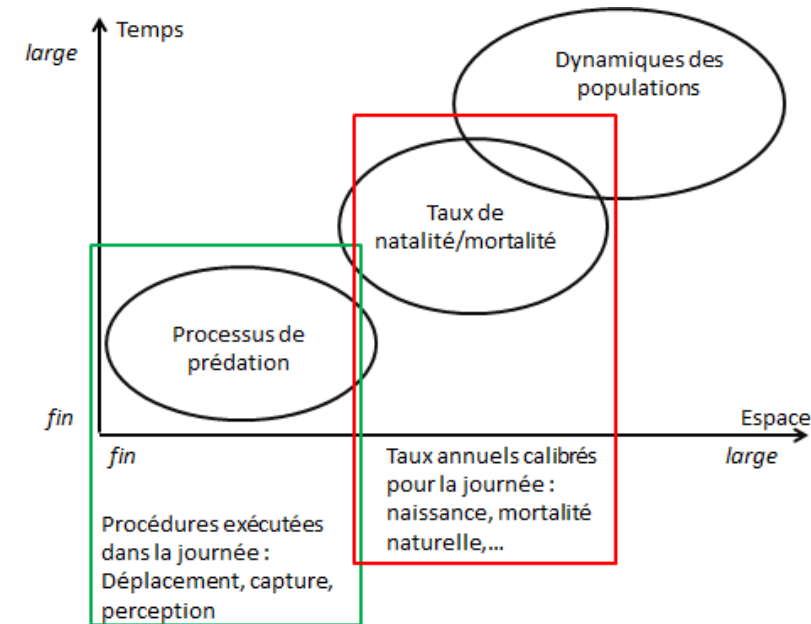 Temps
large
Dynamiques des
populations
Taux de
natalité/mortalité
Processus de
prédation
fin
Espace
fin
large
Taux annuels calibrés
pour la journée :
naissance, mortalité
naturelle,...
Procédures exécutées
dans la journée :
Déplacement, capture,
perception